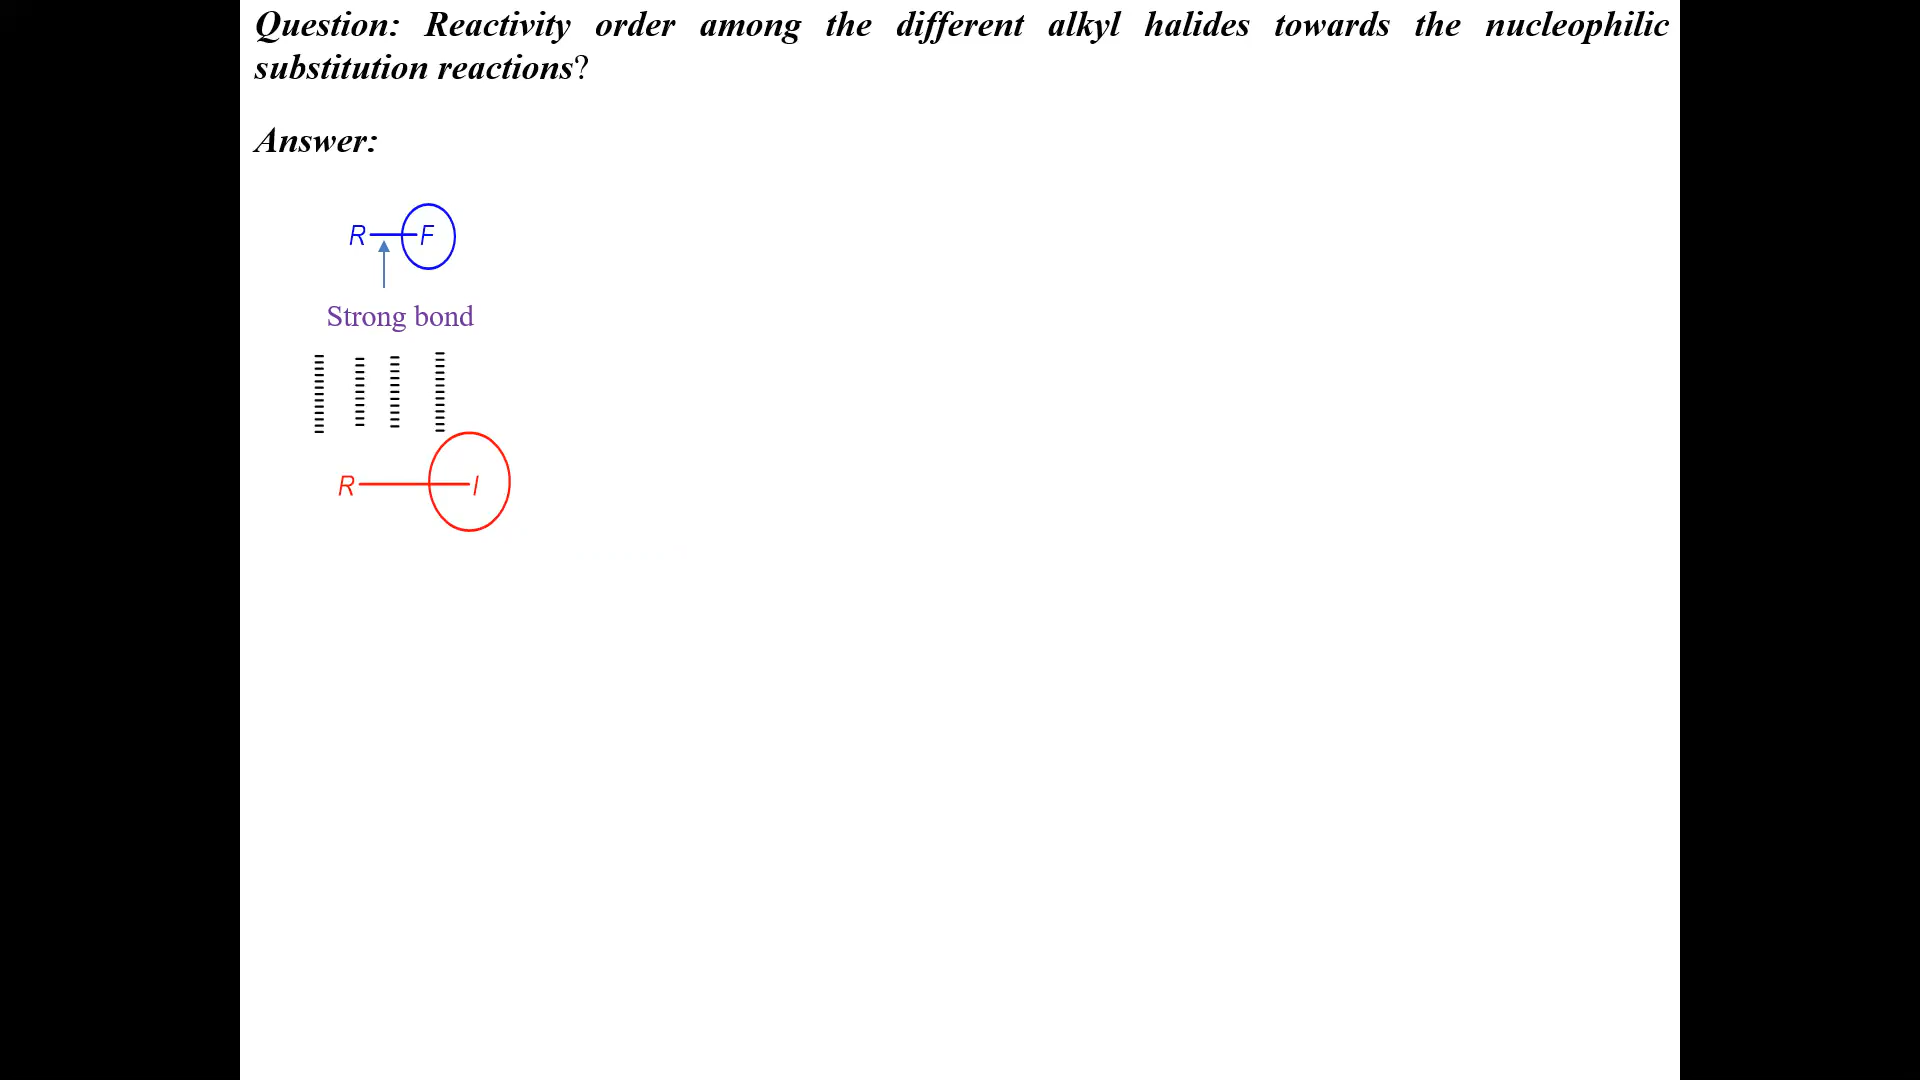 Question: Reactivity order among the different alkyl halides towards the nucleophilic
substitution reactions?
Answer:
R F
Strong bond
R I